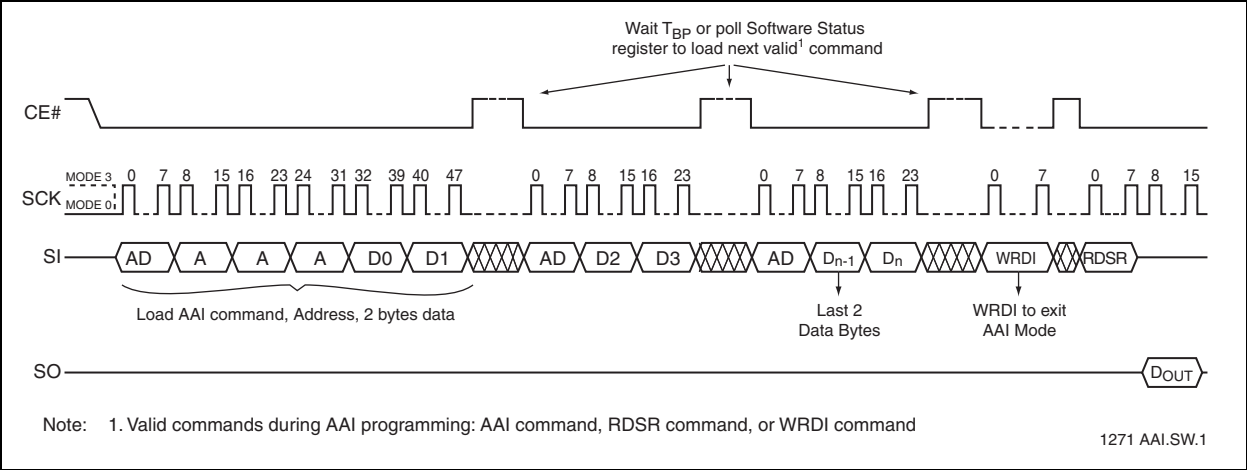 Wait TBP or poll Software Status
register to load next valid1 command
CE#
MODE 3
0 7 8 15 16 23 24 31 32 39 40 47 0 7 8 15 16 23 0 7 8 15 16 23 0 7 0 7 8 15
SCK
MODE 0
SI
AD A A A D0 D1 AD D2 D3 AD Dn-1 Dn WRDI RDSR
Load AAI command, Address, 2 bytes data
Last 2
Data Bytes
WRDI to exit
AAI Mode
SO
DOUT
Note: 1. Valid commands during AAI programming: AAI command, RDSR command, or WRDI command
1271 AAI.SW.1